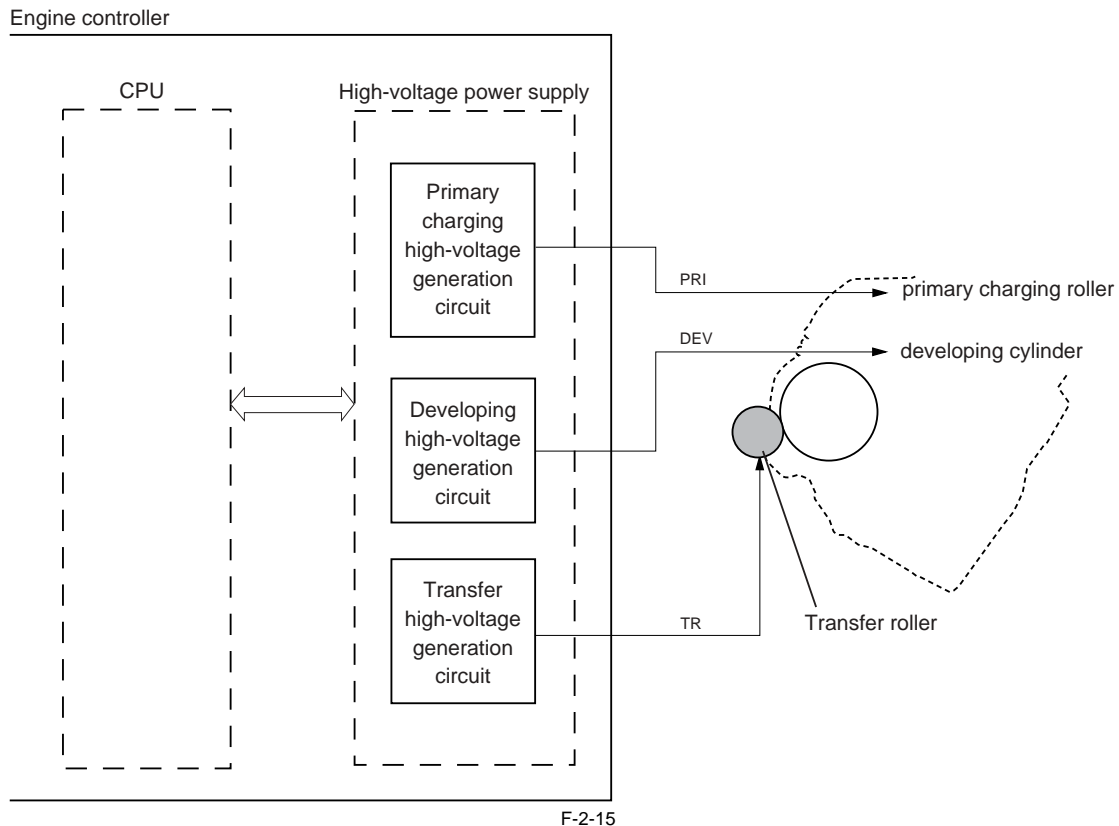 Engine controller
CPU
High-voltage power supply
Primary
charging
high-voltage
generation
circuit
PRI
primary charging roller
DEV
developing cylinder
Developing
high-voltage
generation
circuit
Transfer
high-voltage
generation
circuit
TR
Transfer roller
F-2-15